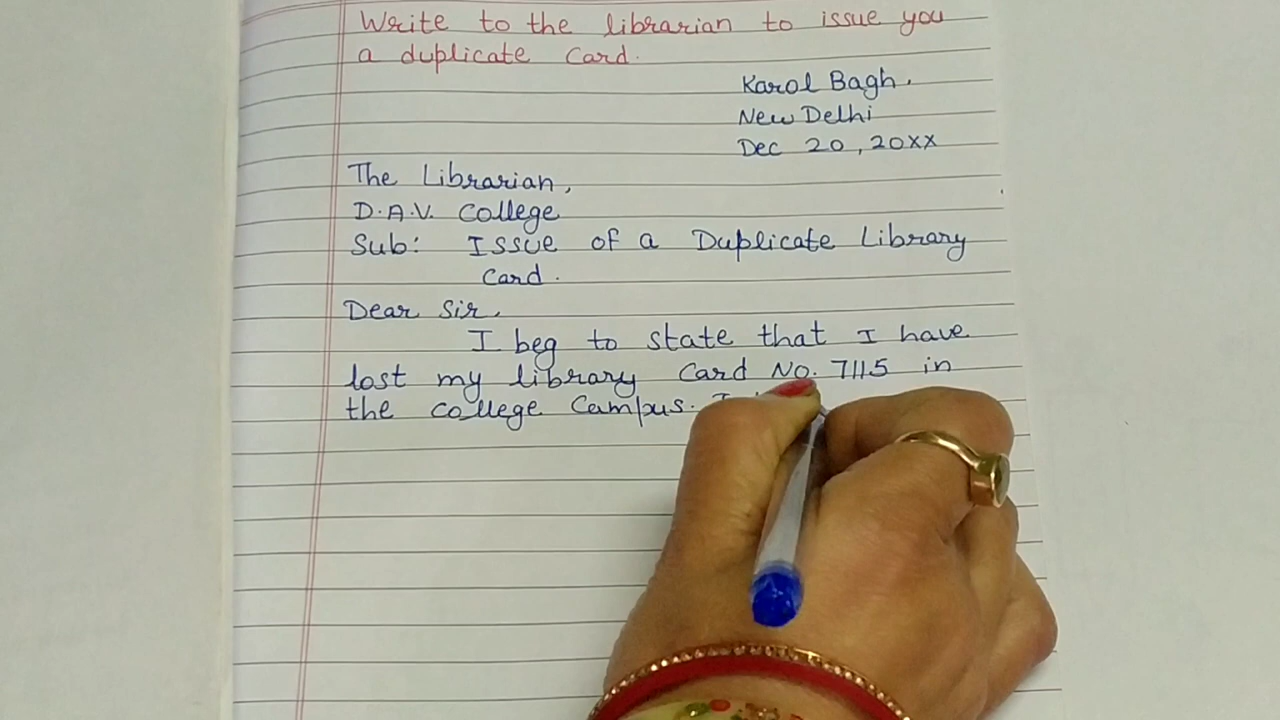 Write to the librarian to issue you
a duplicate Card.
Karol Bagh.
New Delhi
Dec 20, 20xx
The Librarian,
D.A.V. College
Sub: Issue of a Duplicate Library
Card.
Dear Sir,
I beg to state that I have
lost my library Card No. 7115 in
the college Campus. I